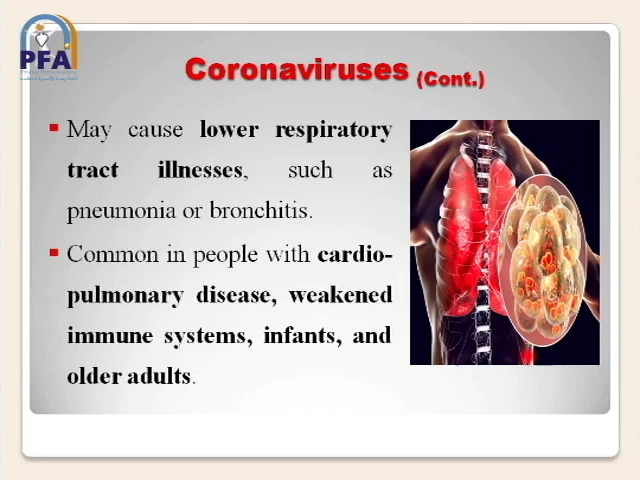 PFA
Coronaviruses (Cont.)
May cause lower respiratory
tract illnesses, such as
pneumonia or bronchitis.
Common in people with cardio-
pulmonary disease, weakened
immune systems, infants, and
older adults.